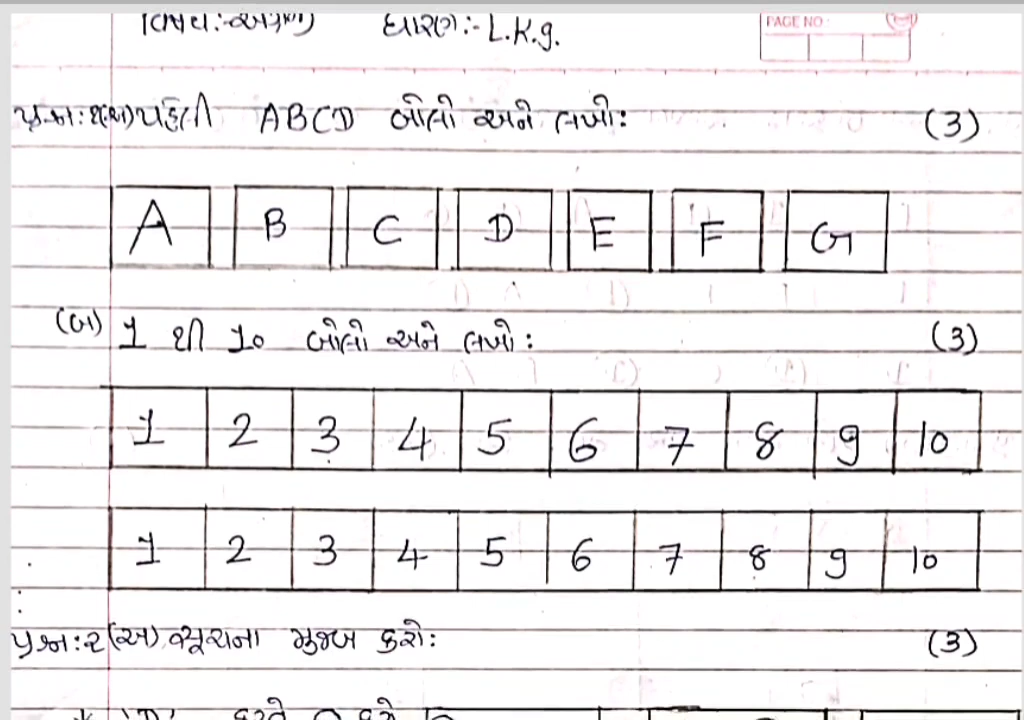 વિષય:- ધોરણ:- L.K.g.
PAGE NO:
પ્રશ્ન:૧(અ) પહેલી ABCD બોલો અને લખો: (3)
A B C D E F G
(બ) 1 થી 10 બોલો અને લખો: (3)
1 2 3 4 5 6 7 8 9 10
1 2 3 4 5 6 7 8 9 10
પ્રશ્ન:૨(અ) સૂચના મુજબ કરો: (3)